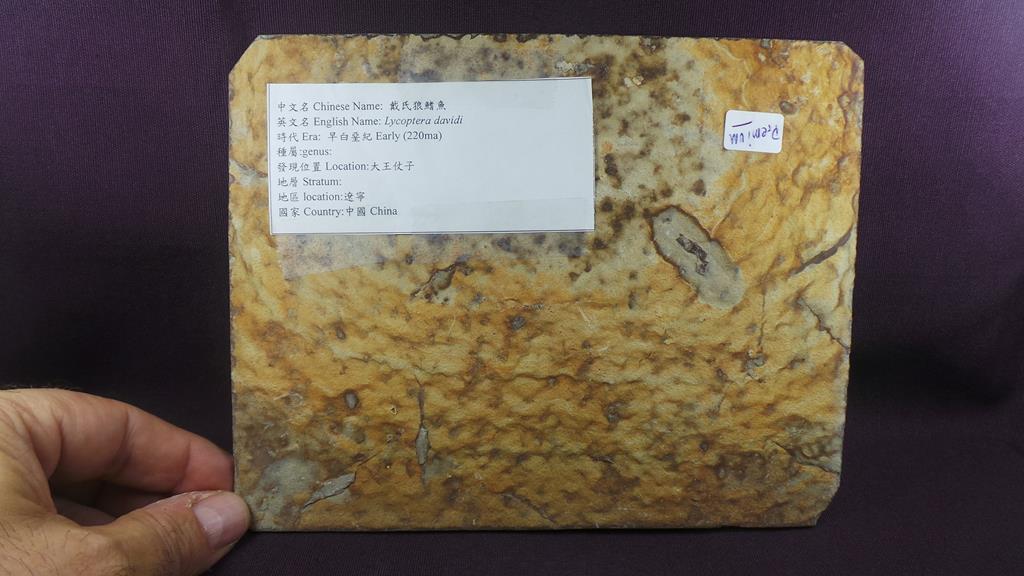 中文名 Chinese Name: 戴氏狼鰭魚
英文名 English Name: Lycoptera davidi
時代 Era: 早白堊紀 Early (220ma)
種屬:genus:
發現位置 Location:大王仗子
地層 Stratum:
地區 location:遼寧
國家 Country:中國 China
Premium